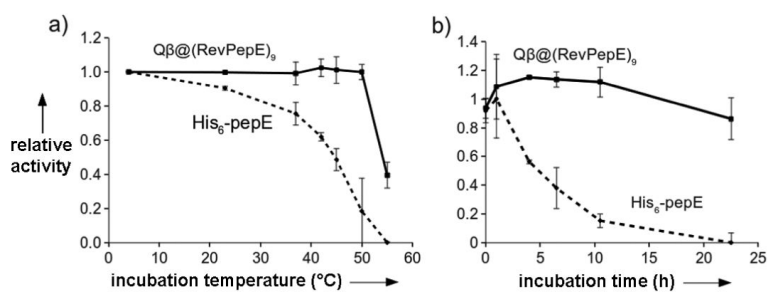 a)
Qβ@(RevPepE)9
His6-pepE
relative
activity
1.2
1.0
0.8
0.6
0.4
0.2
0.0
0 10 20 30 40 50 60
incubation temperature (°C)
b)
Qβ@(RevPepE)9
His6-pepE
1.4
1.2
1
0.8
0.6
0.4
0.2
0
0 5 10 15 20 25
incubation time (h)